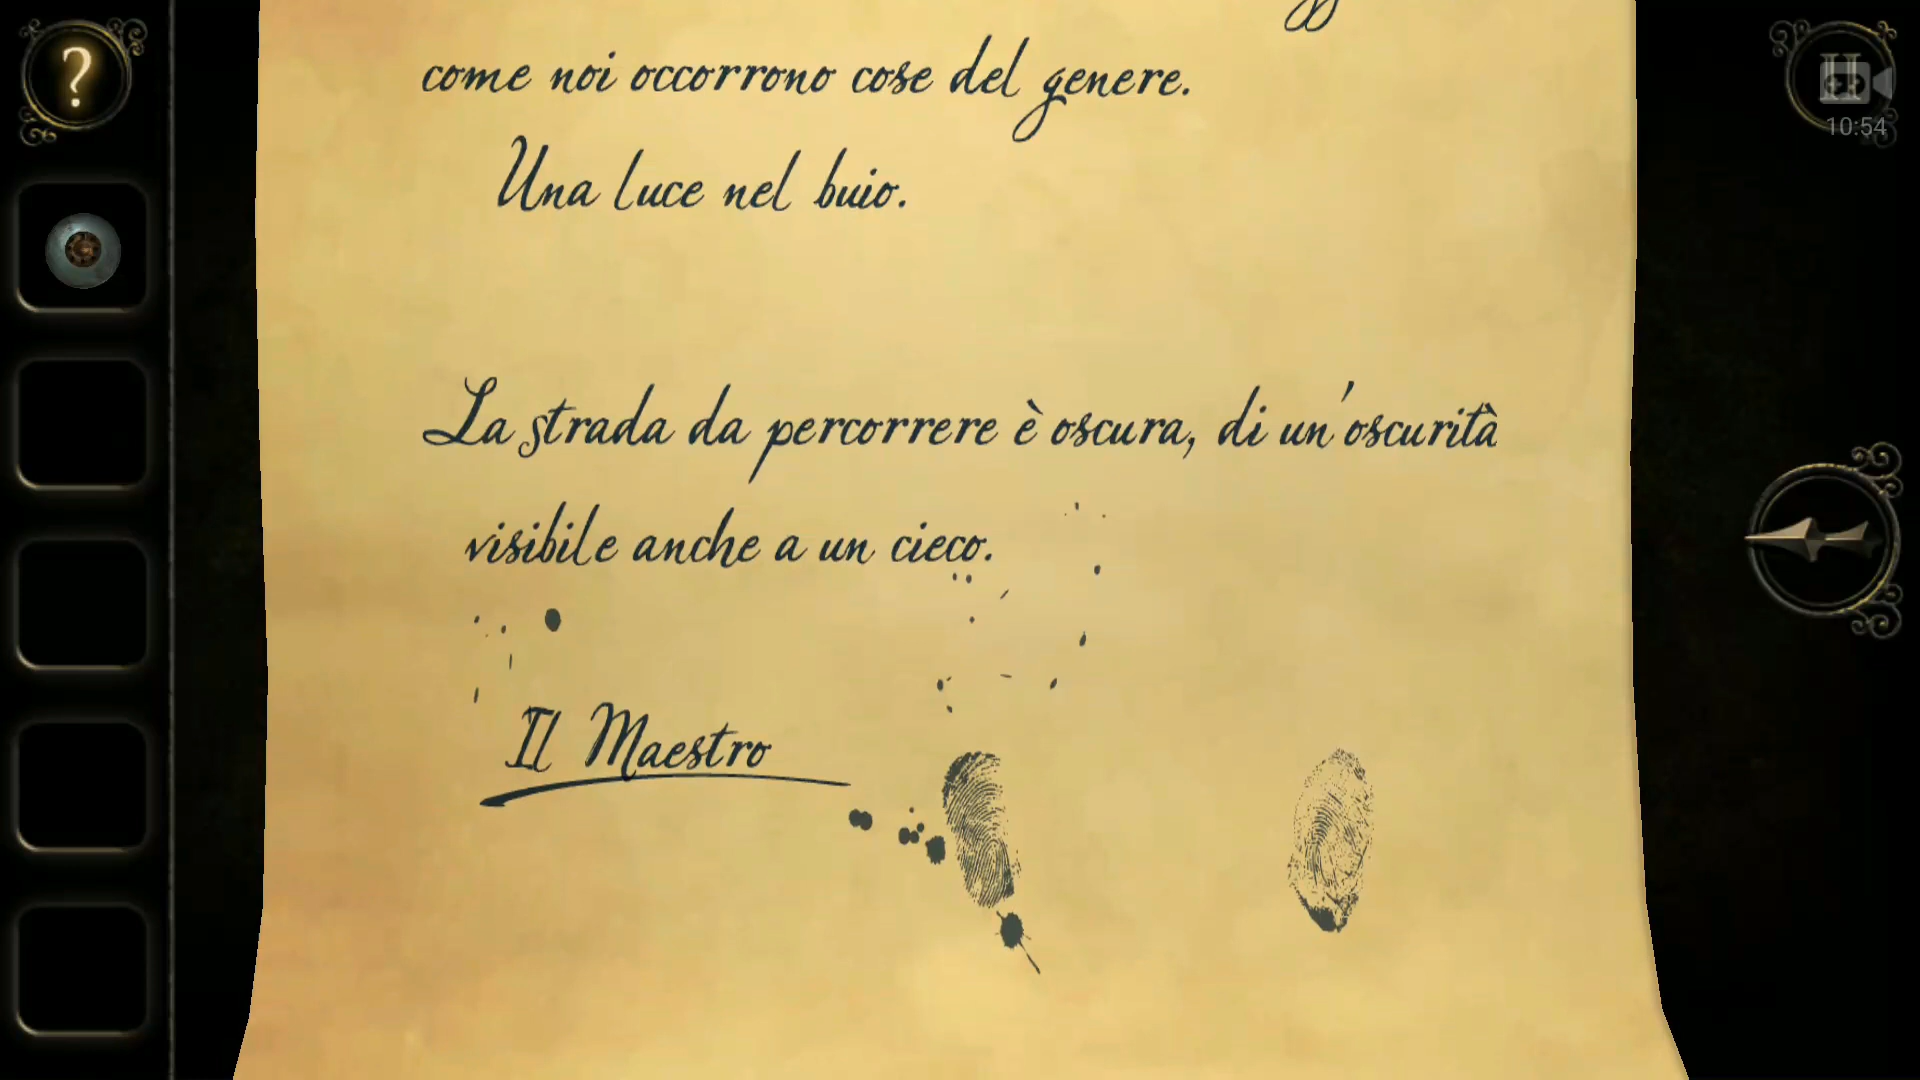 come noi occorrono cose del genere.
Una luce nel buio.
La strada da percorrere è oscura, di un'oscurità
visibile anche a un cieco.
Il Maestro
?
10:54